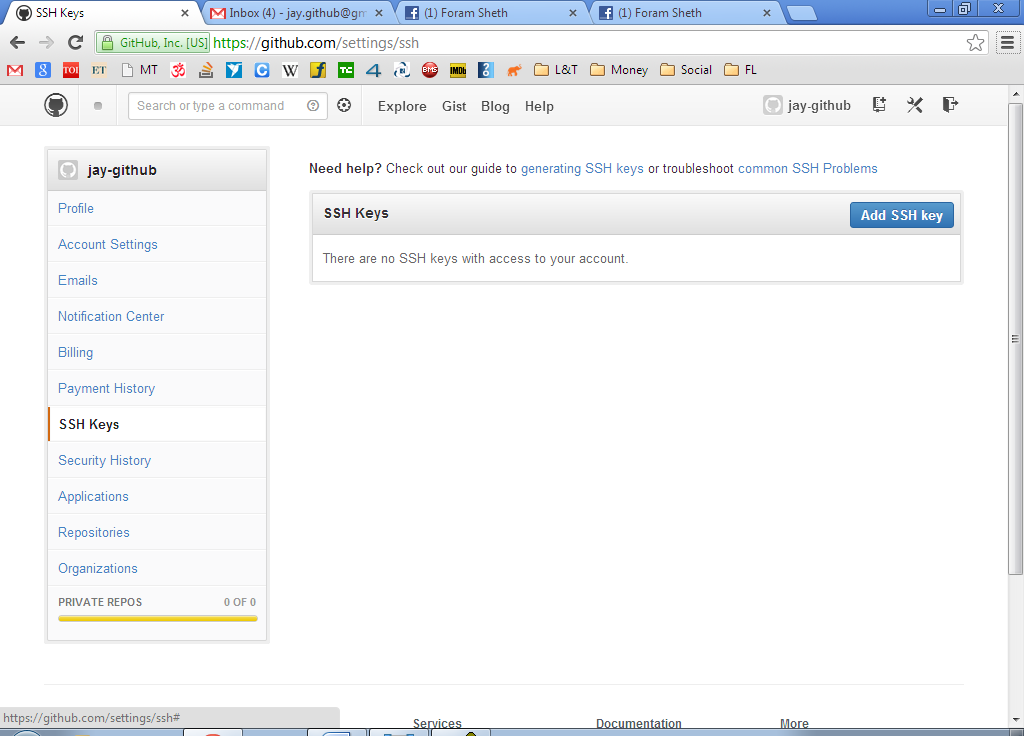 SSH Keys
Inbox (4) - jay.github@gm
(1) Foram Sheth
(1) Foram Sheth
GitHub, Inc. [US] https://github.com/settings/ssh
TOI ET MT BMS IMDb L&T Money Social FL
Search or type a command
Explore Gist Blog Help
jay-github
jay-github
Profile
Account Settings
Emails
Notification Center
Billing
Payment History
SSH Keys
Security History
Applications
Repositories
Organizations
PRIVATE REPOS 0 OF 0
Need help? Check out our guide to generating SSH keys or troubleshoot common SSH Problems
SSH Keys
Add SSH key
There are no SSH keys with access to your account.
Services Documentation More
https://github.com/settings/ssh#